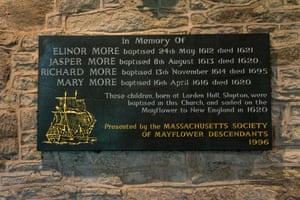 In Memory Of
ELINOR MORE baptised 24th May 1612 died 1621
JASPER MORE baptised 8th August 1613 died 1620
RICHARD MORE baptised 13th November 1614 died 1695
MARY MORE baptised 16th April 1616 died 1620
These children, born at Larden Hall, Shipton, were
baptised in this Church, and sailed on the
Mayflower to New England in 1620
Presented by the MASSACHUSETTS SOCIETY
OF MAYFLOWER DESCENDANTS
1996